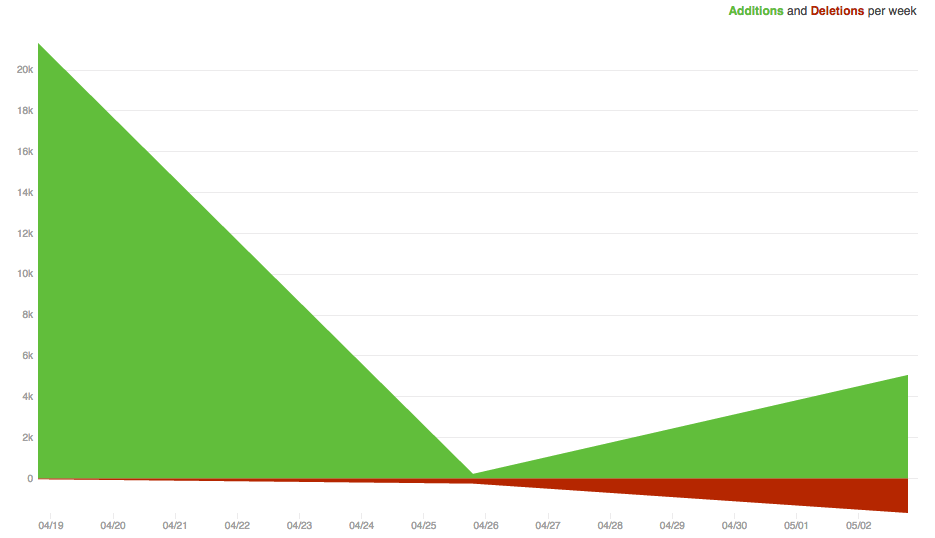 Additions and Deletions per week
20k
18k
16k
14k
12k
10k
8k
6k
4k
2k
0
04/19 04/20 04/21 04/22 04/23 04/24 04/25 04/26 04/27 04/28 04/29 04/30 05/01 05/02